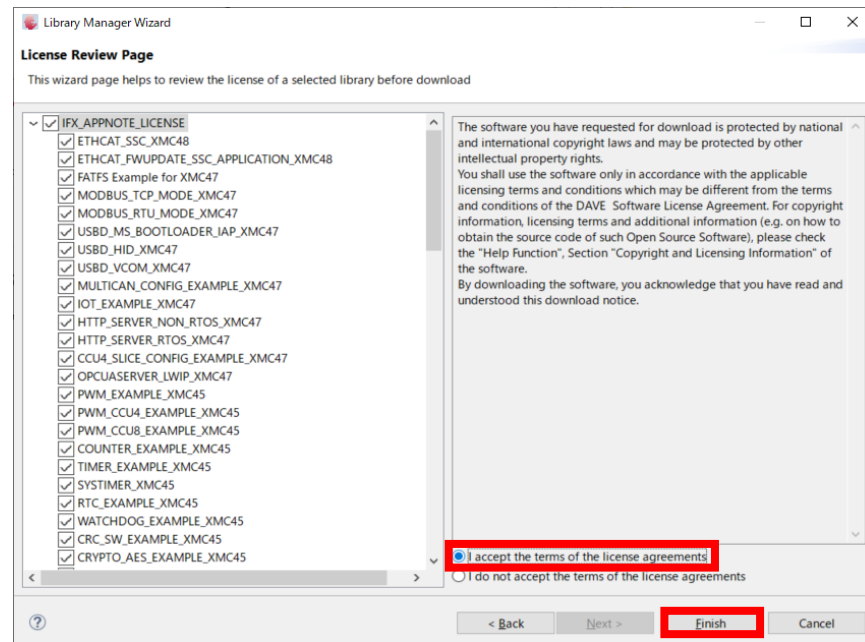 Library Manager Wizard
License Review Page
This wizard page helps to review the license of a selected library before download
IFX_APPNOTE_LICENSE
ETHCAT_SSC_XMC48
ETHCAT_FWUPDATE_SSC_APPLICATION_XMC48
FATFS Example for XMC47
MODBUS_TCP_MODE_XMC47
MODBUS_RTU_MODE_XMC47
USBD_MS_BOOTLOADER_IAP_XMC47
USBD_HID_XMC47
USBD_VCOM_XMC47
MULTICAN_CONFIG_EXAMPLE_XMC47
IOT_EXAMPLE_XMC47
HTTP_SERVER_NON_RTOS_XMC47
HTTP_SERVER_RTOS_XMC47
CCU4_SLICE_CONFIG_EXAMPLE_XMC47
OPCUASERVER_LWIP_XMC47
PWM_EXAMPLE_XMC45
PWM_CCU4_EXAMPLE_XMC45
PWM_CCU8_EXAMPLE_XMC45
COUNTER_EXAMPLE_XMC45
TIMER_EXAMPLE_XMC45
SYSTIMER_XMC45
RTC_EXAMPLE_XMC45
WATCHDOG_EXAMPLE_XMC45
CRC_SW_EXAMPLE_XMC45
CRYPTO_AES_EXAMPLE_XMC45
The software you have requested for download is protected by national
and international copyright laws and may be protected by other
intellectual property rights.
You shall use the software only in accordance with the applicable
licensing terms and conditions which may be different from the terms
and conditions of the DAVE Software License Agreement. For copyright
information, licensing terms and additional information (e.g. on how to
obtain the source code of such Open Source Software), please check
the "Help Function", Section "Copyright and Licensing Information" of
the software.
By downloading the software, you acknowledge that you have read and
understood this download notice.
I accept the terms of the license agreements
I do not accept the terms of the license agreements
? < Back Next > Finish Cancel